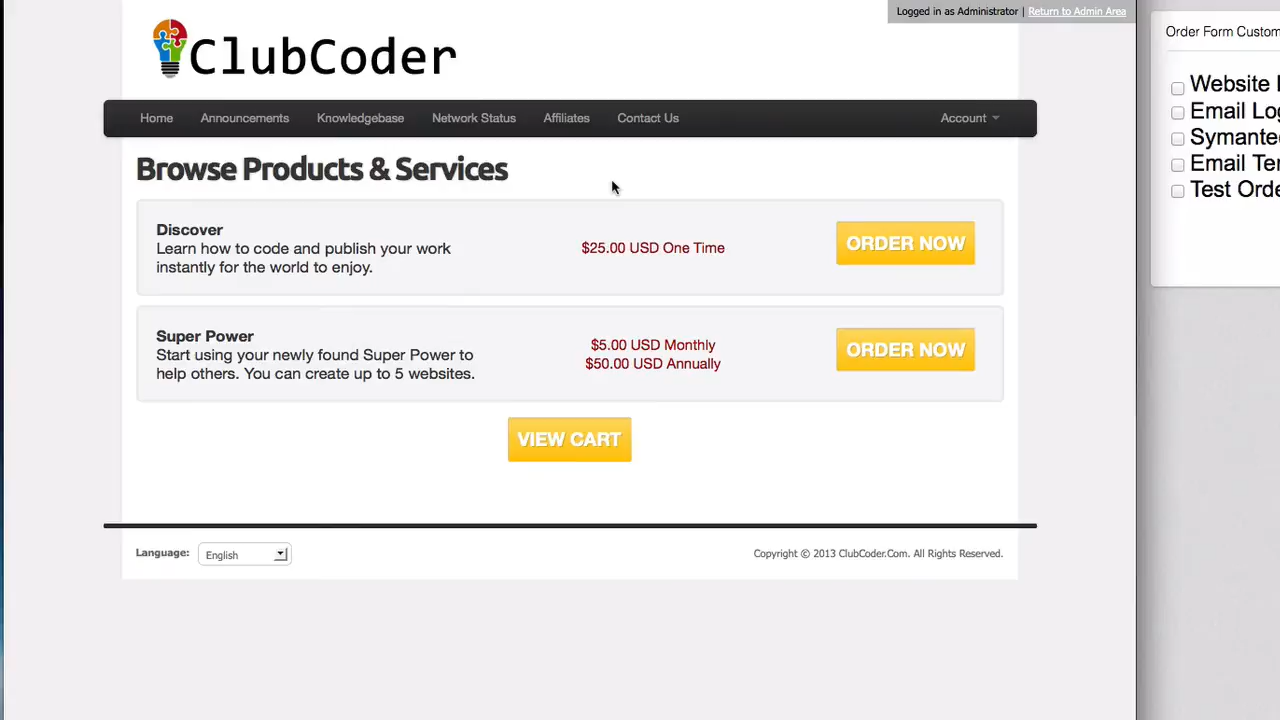 Logged in as Administrator | Return to Admin Area
ClubCoder
Home Announcements Knowledgebase Network Status Affiliates Contact Us Account
Browse Products & Services
Discover
Learn how to code and publish your work
instantly for the world to enjoy.
$25.00 USD One Time
ORDER NOW
Super Power
Start using your newly found Super Power to
help others. You can create up to 5 websites.
$5.00 USD Monthly
$50.00 USD Annually
ORDER NOW
VIEW CART
Language: English
Copyright © 2013 ClubCoder.Com. All Rights Reserved.
Order Form
Website
Email
Email
Test